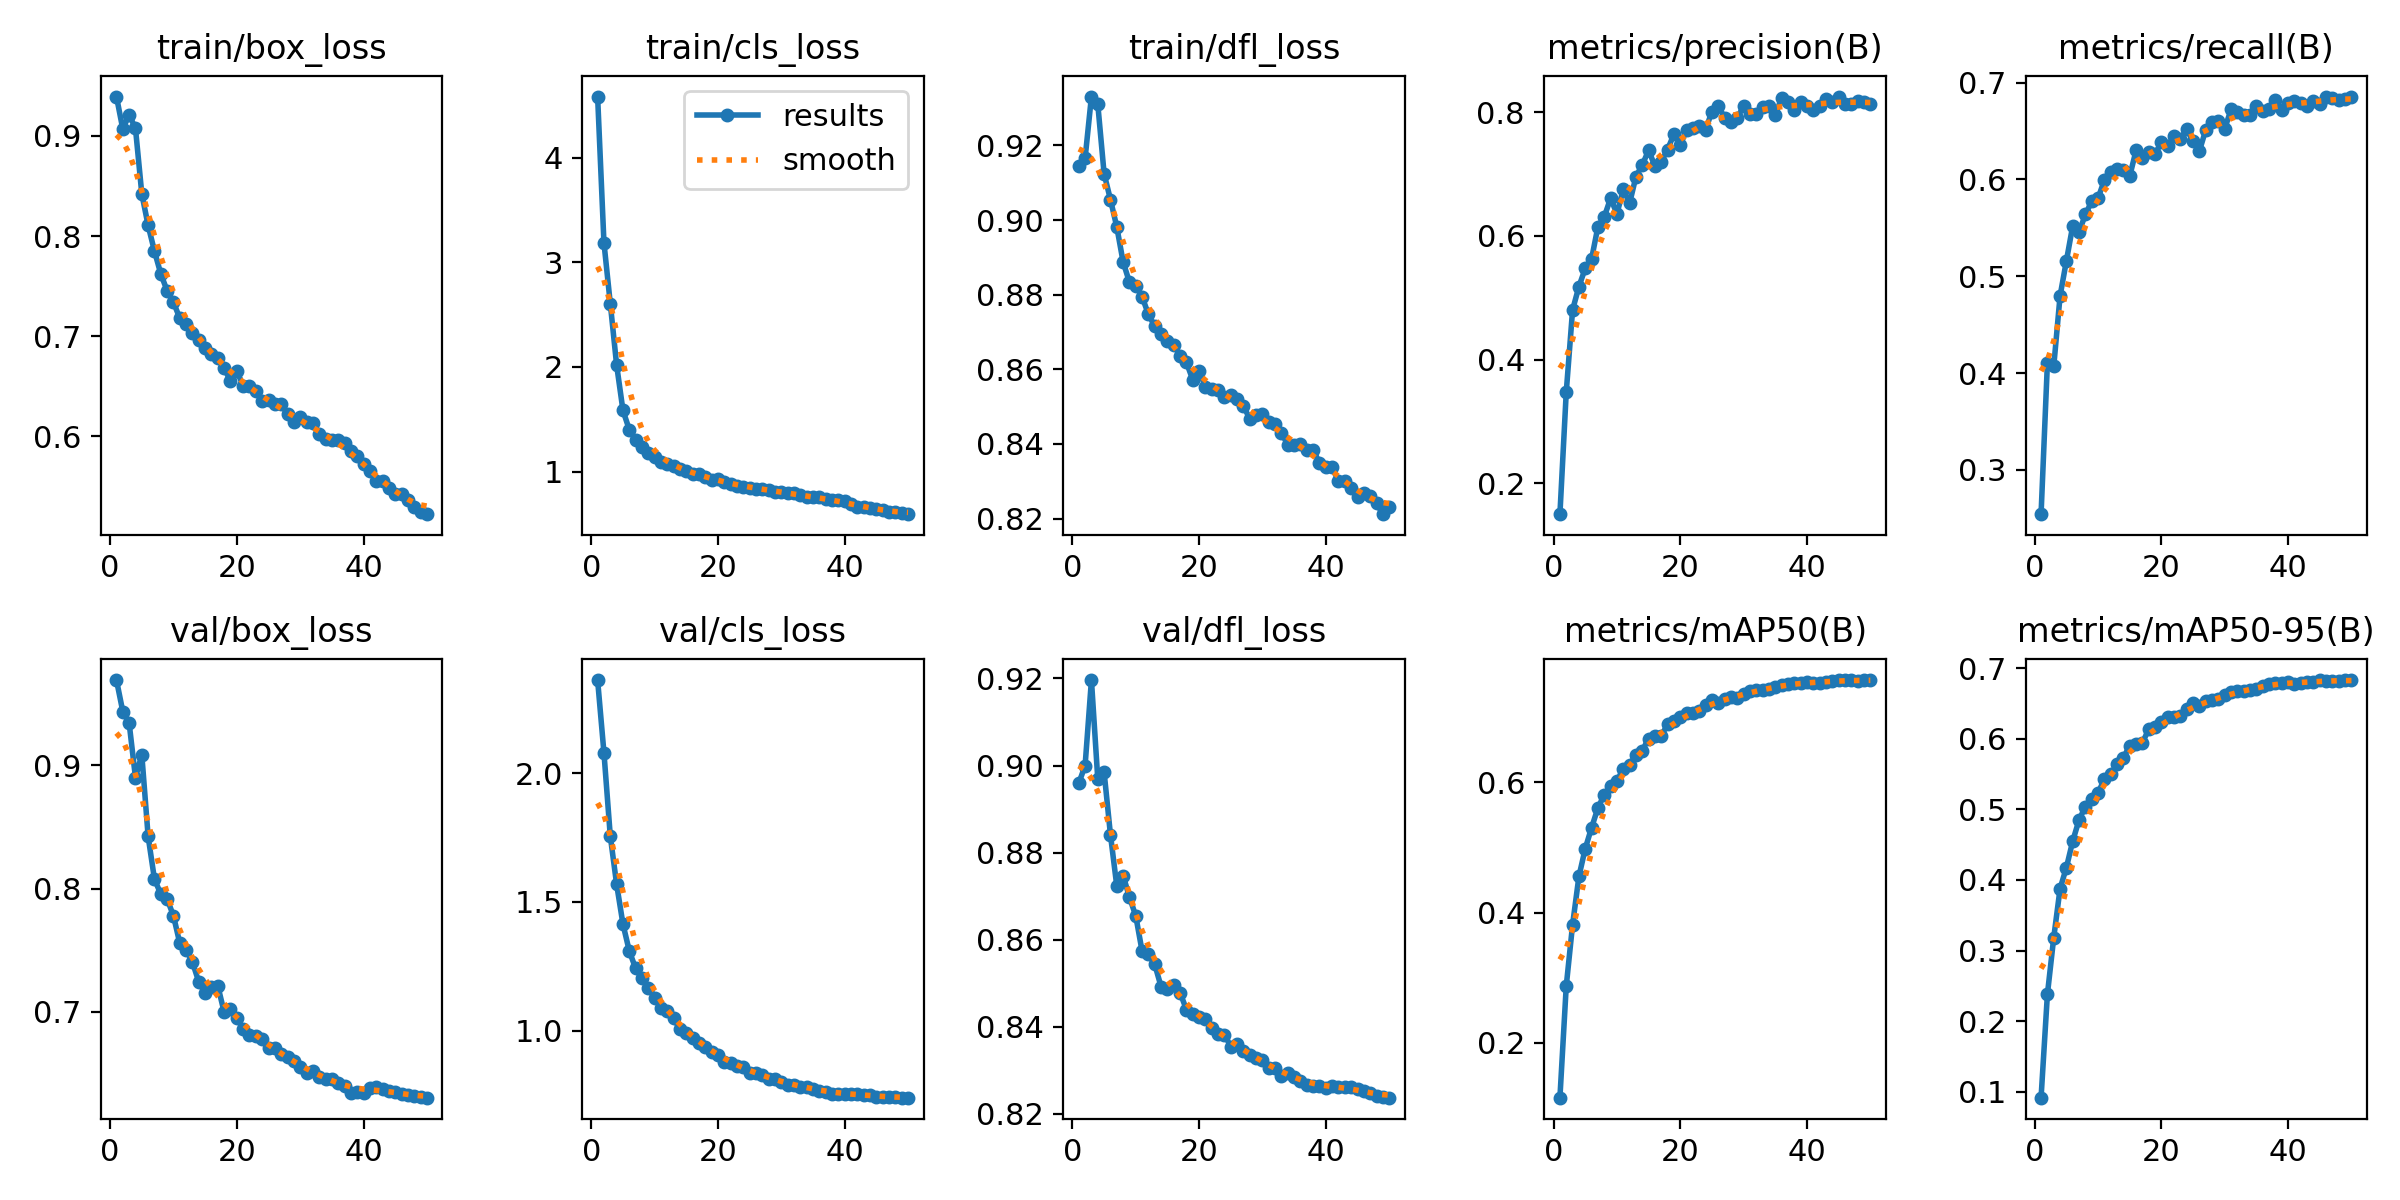 train/box_loss
0.9
0.8
0.7
0.6
0 20 40
train/cls_loss
results
smooth
4
3
2
1
0 20 40
train/dfl_loss
0.92
0.90
0.88
0.86
0.84
0.82
0 20 40
metrics/precision(B)
0.8
0.6
0.4
0.2
0 20 40
metrics/recall(B)
0.7
0.6
0.5
0.4
0.3
0 20 40
val/box_loss
0.9
0.8
0.7
0 20 40
val/cls_loss
2.0
1.5
1.0
0 20 40
val/dfl_loss
0.92
0.90
0.88
0.86
0.84
0.82
0 20 40
metrics/mAP50(B)
0.6
0.4
0.2
0 20 40
metrics/mAP50-95(B)
0.7
0.6
0.5
0.4
0.3
0.2
0.1
0 20 40